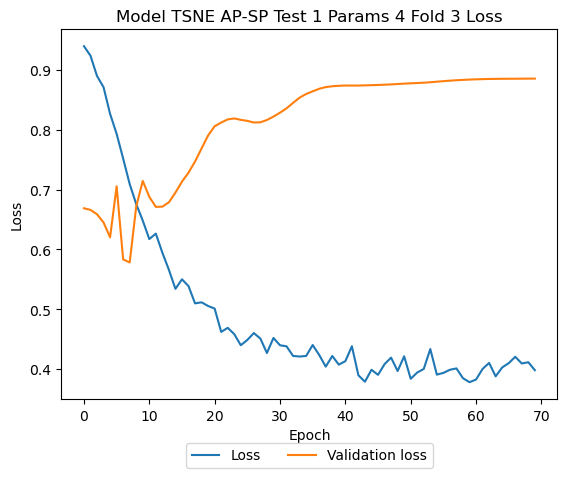 Model TSNE AP-SP Test 1 Params 4 Fold 3 Loss
0.9
0.8
0.7
0.6
0.5
0.4
Loss
0 10 20 30 40 50 60 70
Epoch
Loss Validation loss